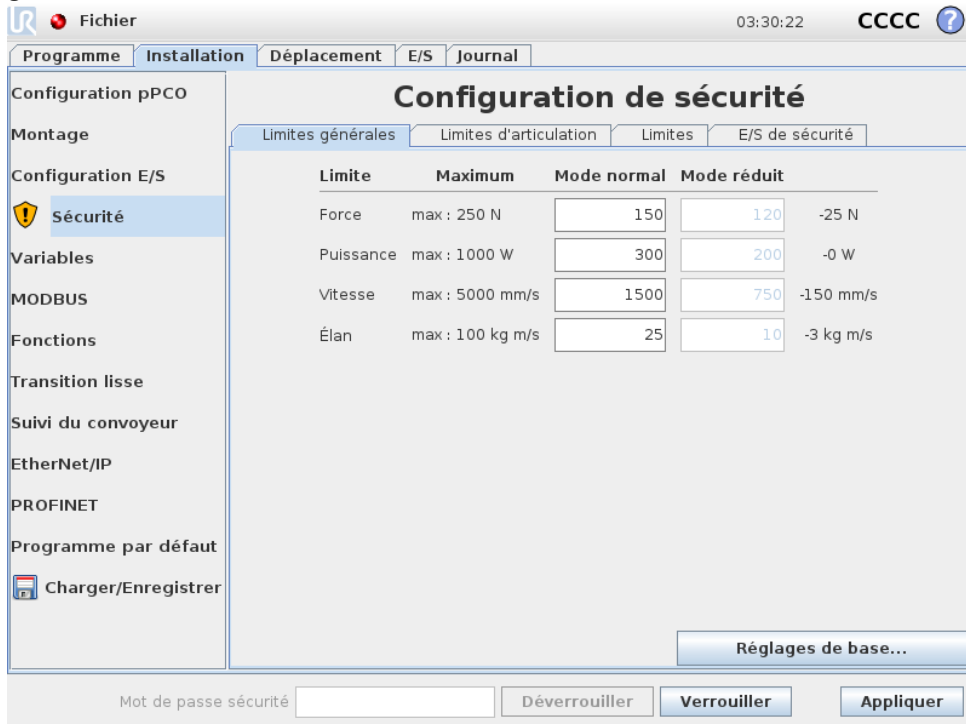 UR Fichier 03:30:22 CCCC ?
Programme Installation Déplacement E/S Journal
Configuration pPCO
Montage
Configuration E/S
Sécurité
Variables
MODBUS
Fonctions
Transition lisse
Suivi du convoyeur
EtherNet/IP
PROFINET
Programme par défaut
Charger/Enregistrer
Configuration de sécurité
Limites générales Limites d'articulation Limites E/S de sécurité
Limite Maximum Mode normal Mode réduit
Force max : 250 N 150 120 -25 N
Puissance max : 1000 W 300 200 -0 W
Vitesse max : 5000 mm/s 1500 750 -150 mm/s
Élan max : 100 kg m/s 25 10 -3 kg m/s
Réglages de base...
Mot de passe sécurité Déverrouiller Verrouiller Appliquer